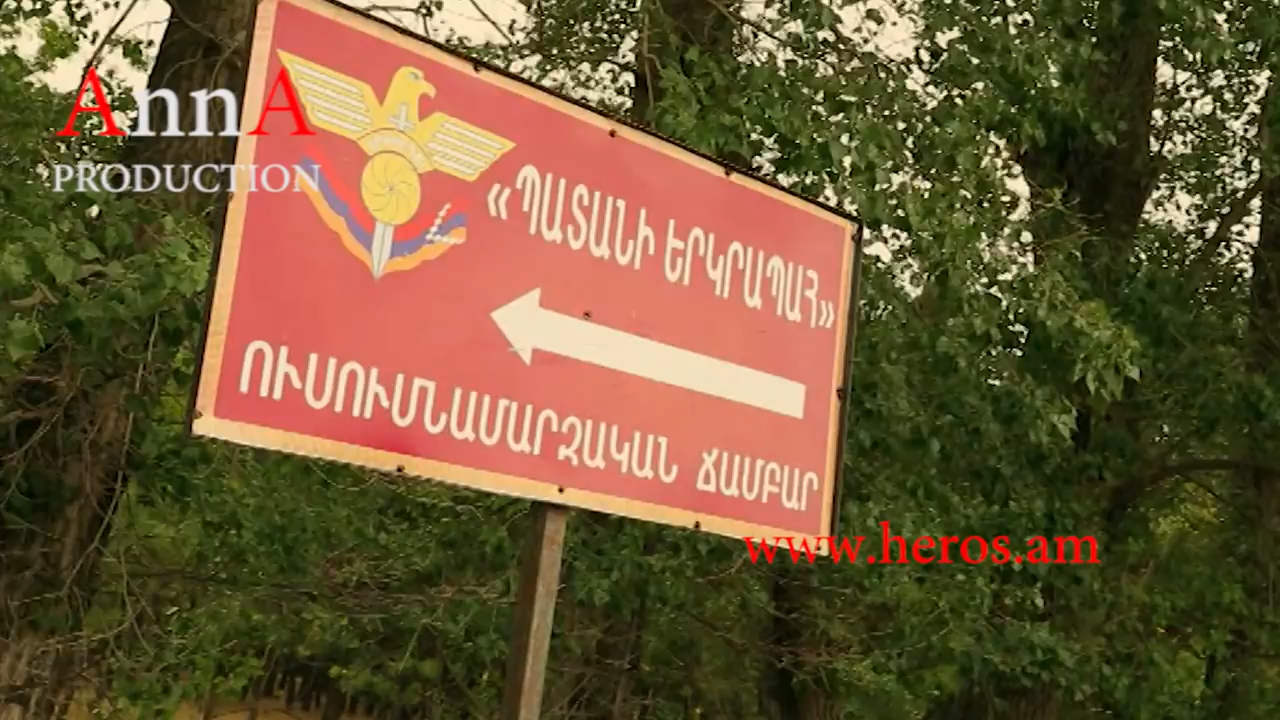 AnnA
PRODUCTION
«ՊԱՏԱՆԻ ԵՐԿՐԱՊԱՀ»
ՈՒՍՈՒՄՆԱՄԱՐԶԱԿԱՆ ՃԱՄԲԱՐ
www.heros.am